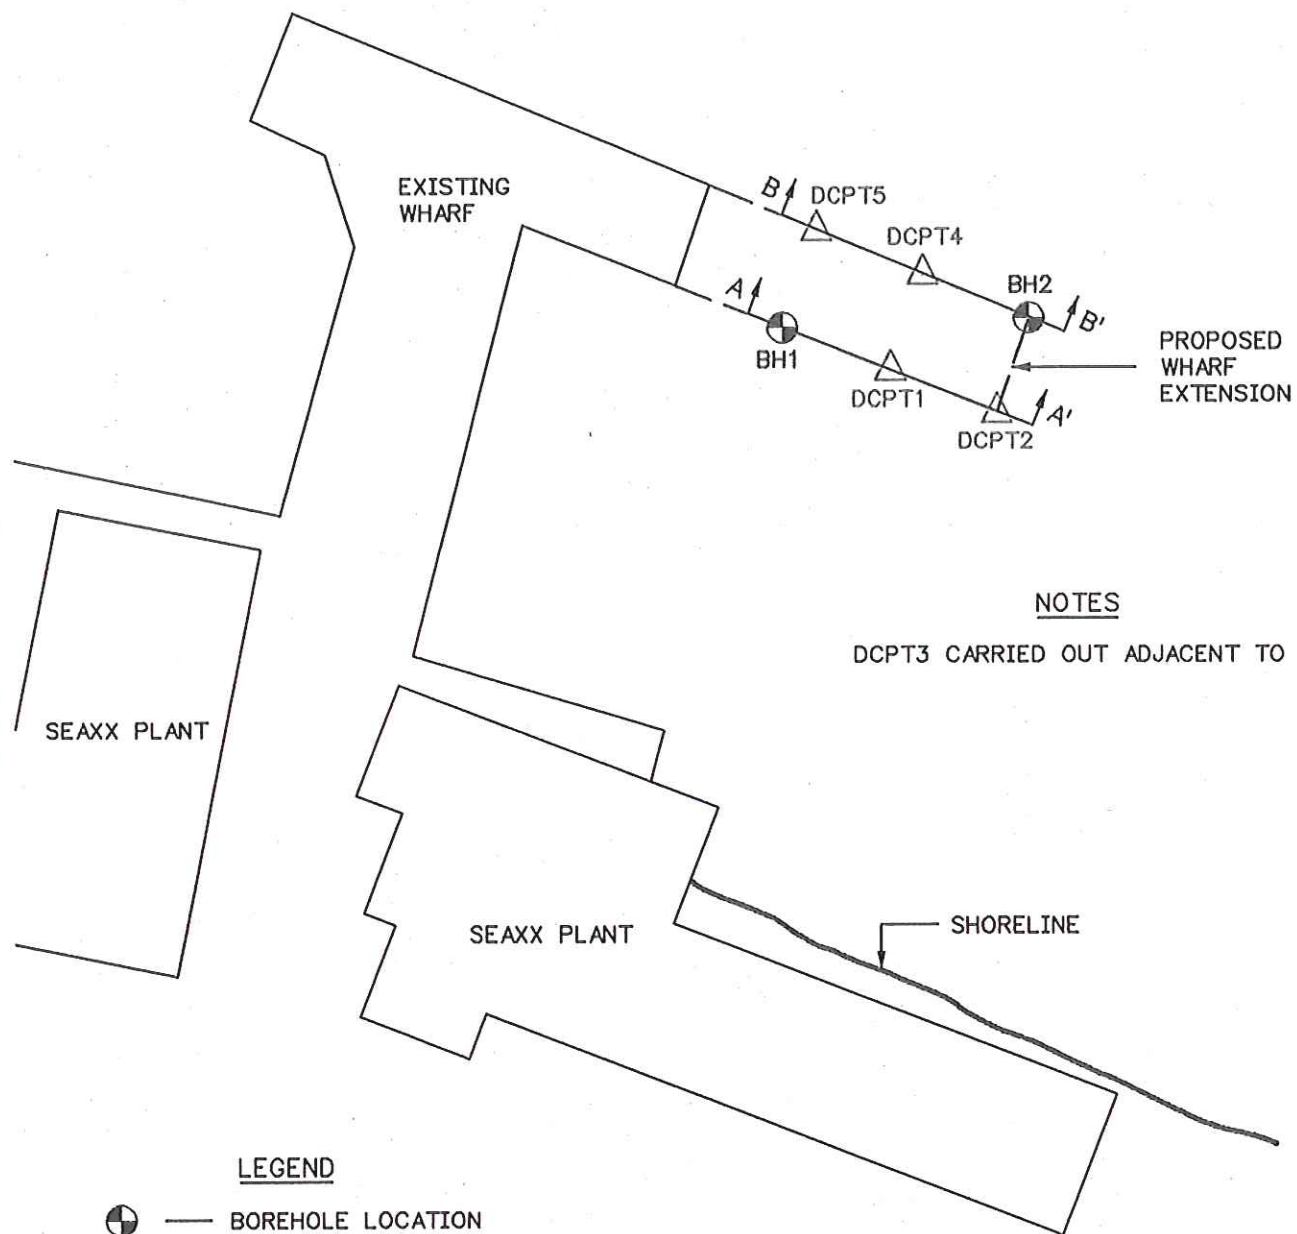 EXISTING
WHARF
B
DCPT5
DCPT4
BH2
B'
A
BH1
DCPT1
DCPT2
A'
PROPOSED
WHARF
EXTENSION
NOTES
DCPT3 CARRIED OUT ADJACENT TO
SEAXX PLANT
SEAXX PLANT
SHORELINE
LEGEND
BOREHOLE LOCATION